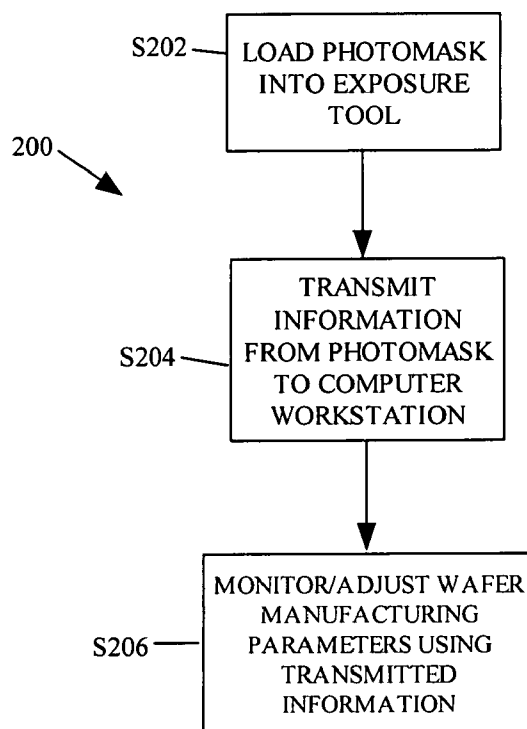 S202
LOAD PHOTOMASK
INTO EXPOSURE
TOOL
200
S204
TRANSMIT
INFORMATION
FROM PHOTOMASK
TO COMPUTER
WORKSTATION
S206
MONITOR/ADJUST WAFER
MANUFACTURING
PARAMETERS USING
TRANSMITTED
INFORMATION